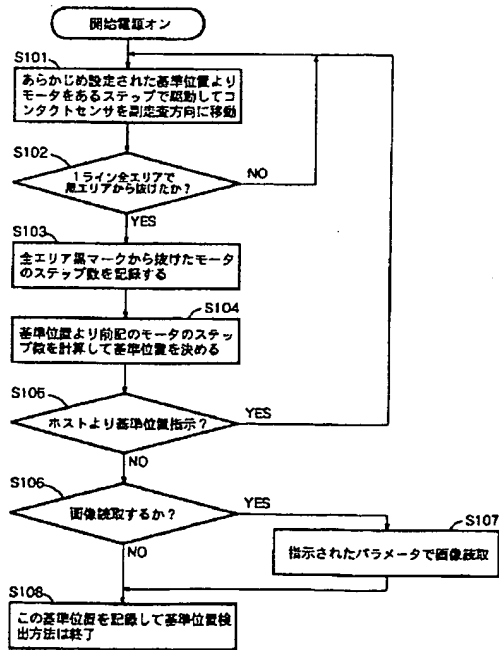 開始電源オン
S101
あらかじめ設定された基準位置より
モータをあるステップで駆動してコ
ンタクトセンサを副走査方向に移動
S102
1ライン全エリアで
黒エリアから抜けたか?
NO
YES
S103
全エリア黒マークから抜けたモータ
のステップ数を記録する
S104
基準位置より前記のモータのステッ
プ数を計算して基準位置を決める
S105
ホストより基準位置指示?
YES
NO
S106
画像読取するか?
YES
NO
S107
指示されたパラメータで画像読取
S108
この基準位置を記録して基準位置検
出方法は終了